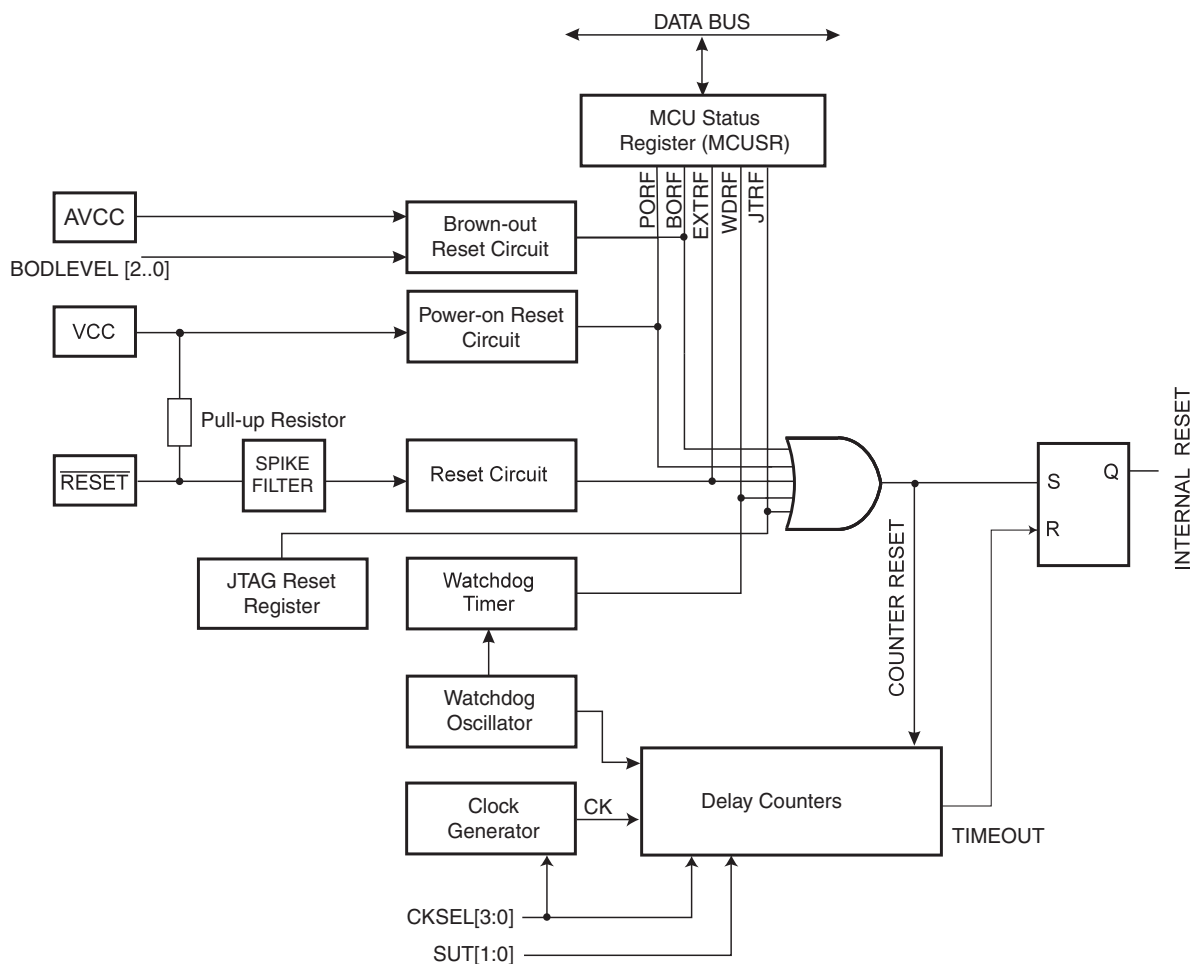 DATA BUS
MCU Status
Register (MCUSR)
PORF
BORF
EXTRF
WDRF
JTRF
AVCC
Brown-out
Reset Circuit
BODLEVEL [2..0]
VCC
Power-on Reset
Circuit
Pull-up Resistor
RESET
SPIKE
FILTER
Reset Circuit
S
Q
R
INTERNAL RESET
COUNTER RESET
JTAG Reset
Register
Watchdog
Timer
Watchdog
Oscillator
Clock
Generator
CK
Delay Counters
TIMEOUT
CKSEL[3:0]
SUT[1:0]